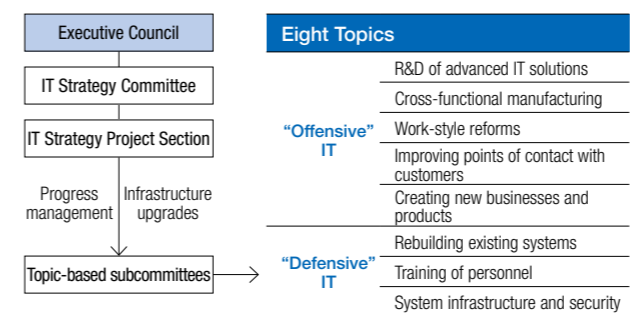 Executive Council
IT Strategy Committee
IT Strategy Project Section
Progress
management
Infrastructure
upgrades
Topic-based subcommittees
Eight Topics
“Offensive”
IT
R&D of advanced IT solutions
Cross-functional manufacturing
Work-style reforms
Improving points of contact with
customers
Creating new businesses and
products
“Defensive”
IT
Rebuilding existing systems
Training of personnel
System infrastructure and security